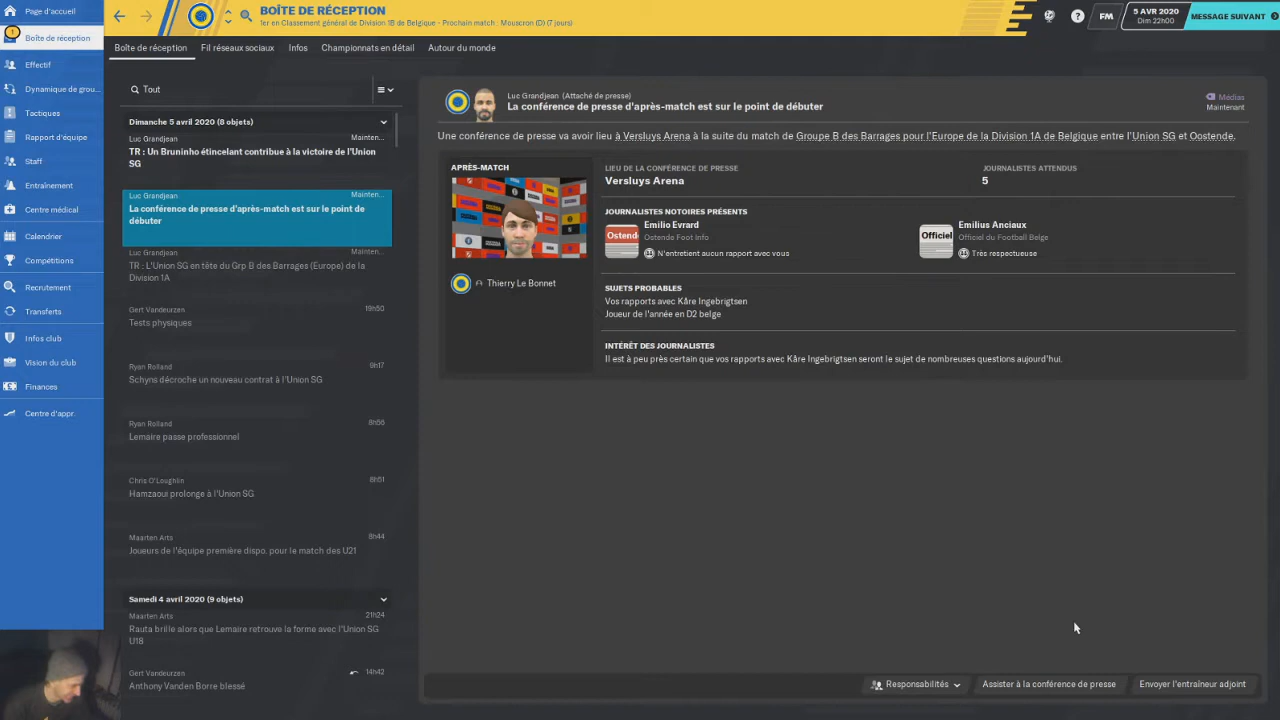 Page d'accueil
BOÎTE DE RÉCEPTION
1er en Classement général de Division 1B de Belgique - Prochain match : Mouscron (D) (7 jours)
FM
5 AVR 2020
Dim 22h00
MESSAGE SUIVANT
Boîte de réception
Effectif
Dynamique de grou...
Tactiques
Rapport d'équipe
Staff
Entraînement
Centre médical
Calendrier
Compétitions
Recrutement
Transferts
Infos club
Vision du club
Finances
Centre d'appr.
Boîte de réception
Fil réseaux sociaux
Infos
Championnats en détail
Autour du monde
Tout
Dimanche 5 avril 2020 (8 objets)
Luc Grandjean
Mainten...
TR : Un Bruninho étincelant contribue à la victoire de l'Union
SG
Luc Grandjean
Mainten...
La conférence de presse d'après-match est sur le point de
débuter
Luc Grandjean
Mainten...
TR : L'Union SG en tête du Grp B des Barrages (Europe) de la
Division 1A
Gert Vandeurzen
19h50
Tests physiques
Ryan Rolland
9h17
Schyns décroche un nouveau contrat à l'Union SG
Ryan Rolland
8h56
Lemaire passe professionnel
Chris O'Loughlin
8h51
Hamzaoui prolonge à l'Union SG
Maarten Arts
8h44
Joueurs de l'équipe première dispo. pour le match des U21
Samedi 4 avril 2020 (9 objets)
Maarten Arts
21h24
Rauta brille alors que Lemaire retrouve la forme avec l'Union SG
U18
Gert Vandeurzen
14h42
Anthony Vanden Borre blessé
Luc Grandjean (Attaché de presse)
La conférence de presse d'après-match est sur le point de débuter
Médias
Maintenant
Une conférence de presse va avoir lieu à Versluys Arena à la suite du match de Groupe B des Barrages pour l'Europe de la Division 1A de Belgique entre l'Union SG et Oostende.
APRÈS-MATCH
Thierry Le Bonnet
LIEU DE LA CONFÉRENCE DE PRESSE
Versluys Arena
JOURNALISTES ATTENDUS
5
JOURNALISTES NOTOIRES PRÉSENTS
Ostende
Emilio Evrard
Ostende Foot Info
N'entretient aucun rapport avec vous
Officiel
Emilius Anciaux
Officiel du Football Belge
Très respectueuse
SUJETS PROBABLES
Vos rapports avec Kåre Ingebrigtsen
Joueur de l'année en D2 belge
INTÉRÊT DES JOURNALISTES
Il est à peu près certain que vos rapports avec Kåre Ingebrigtsen seront le sujet de nombreuses questions aujourd'hui.
Responsabilités
Assister à la conférence de presse
Envoyer l'entraîneur adjoint